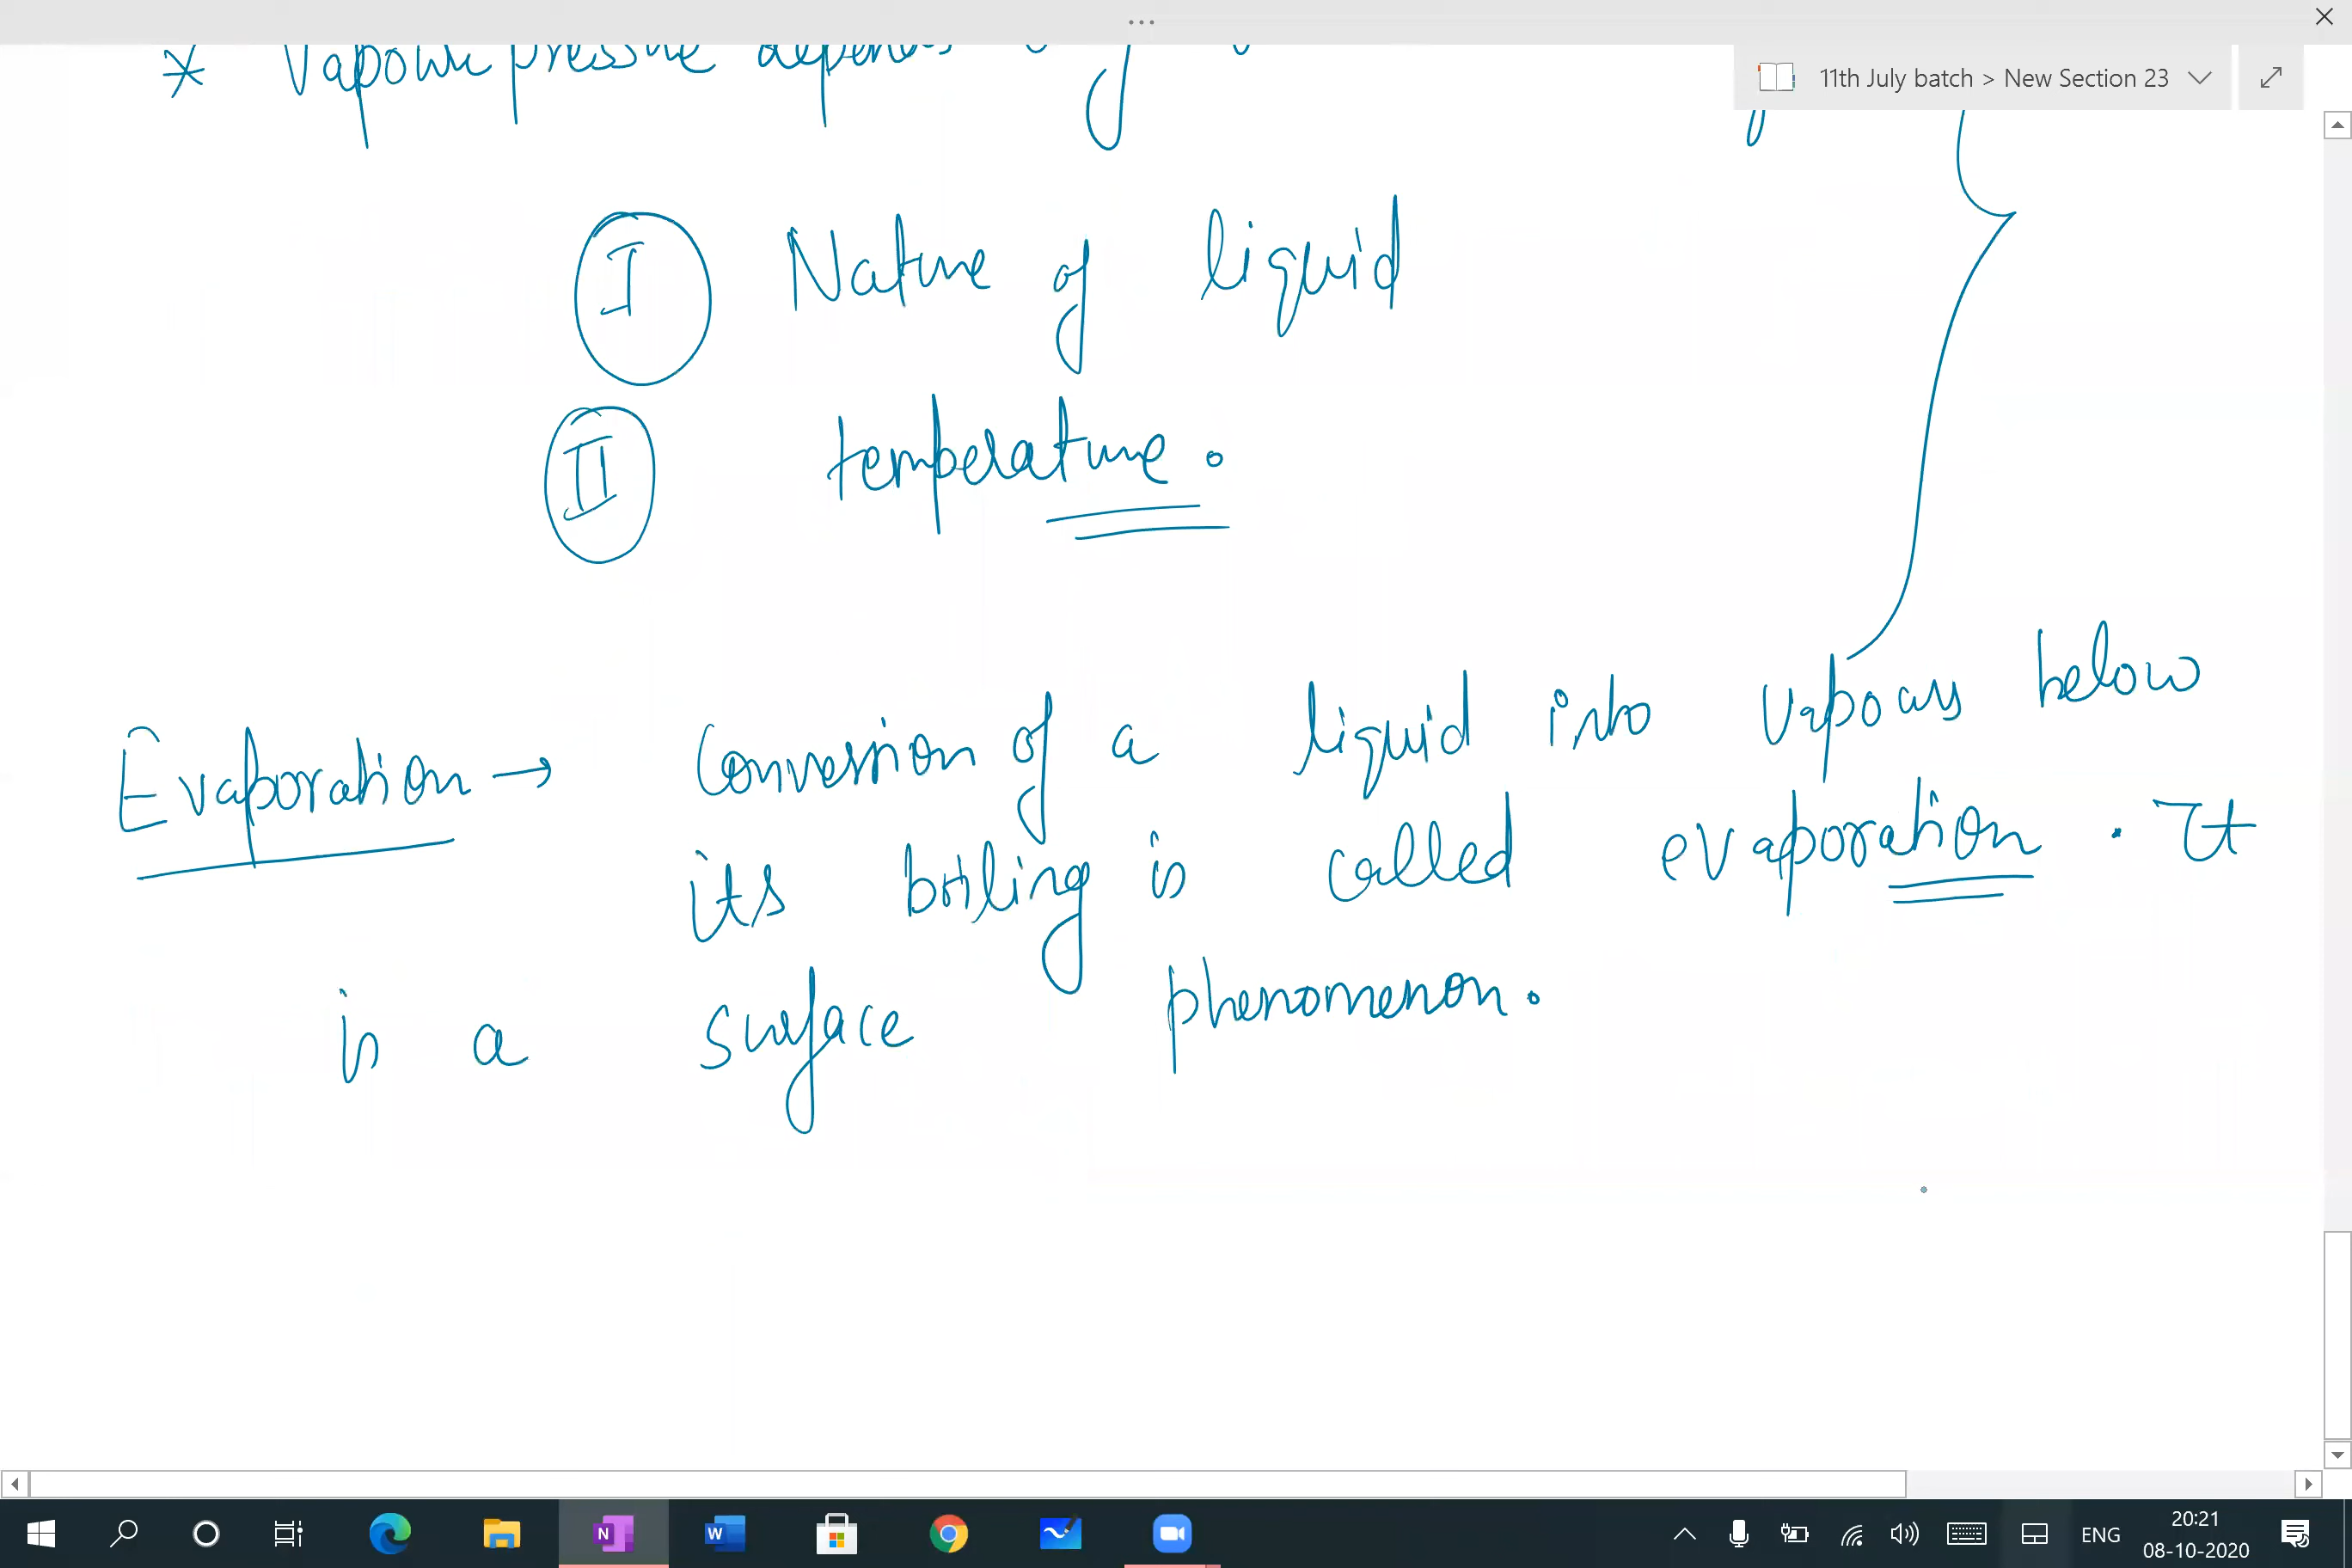 ...
11th July batch > New Section 23
* Vapour pressure depends
I Nature of liquid
II temperature.
Evaporation → Conversion of a liquid into vapours below
its boiling is called evaporation. It
is a surface phenomenon.
N
W
ENG
20:21
08-10-2020